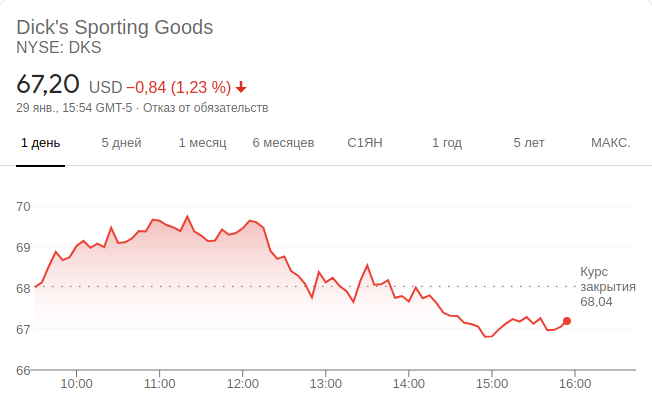 Dick's Sporting Goods
NYSE: DKS
67,20 USD −0,84 (1,23 %)
29 янв., 15:54 GMT-5 · Отказ от обязательств
1 день 5 дней 1 месяц 6 месяцев С1ЯН 1 год 5 лет МАКС.
70
69
68
67
66
Курс
закрытия
68,04
10:00 11:00 12:00 13:00 14:00 15:00 16:00